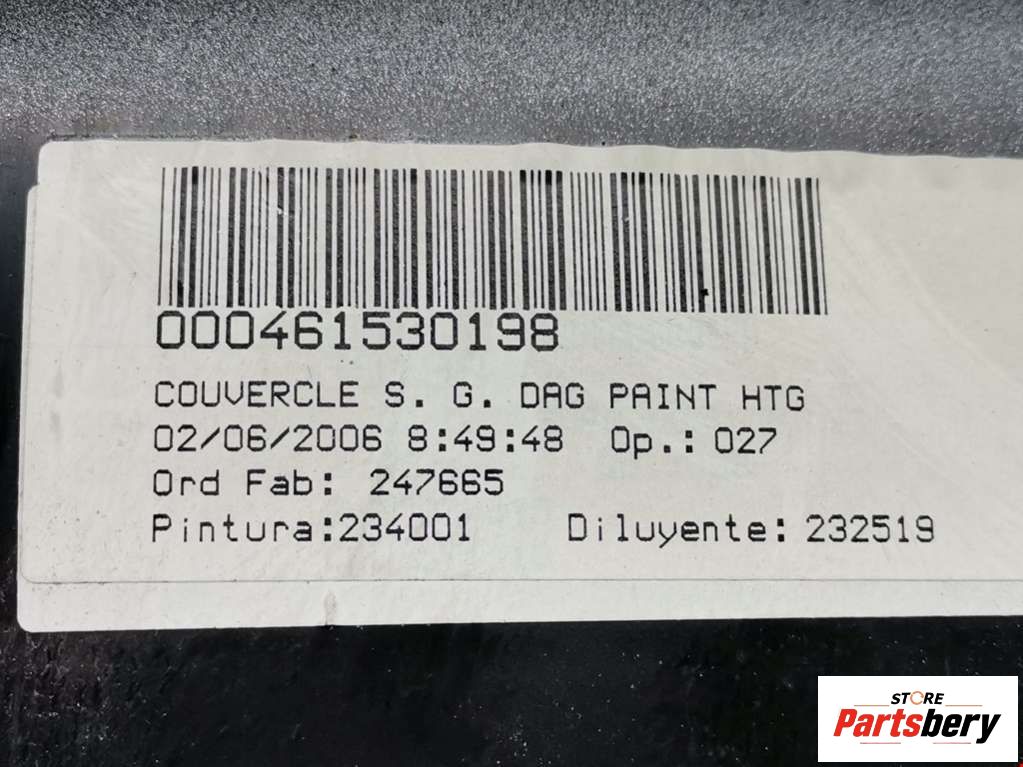 000461530198
COUVERCLE S. G. DAG PAINT HTG
02/06/2006 8:49:48 Op.: 027
Ord Fab: 247665
Pintura:234001 Diluyente: 232519
STORE
Partsbery